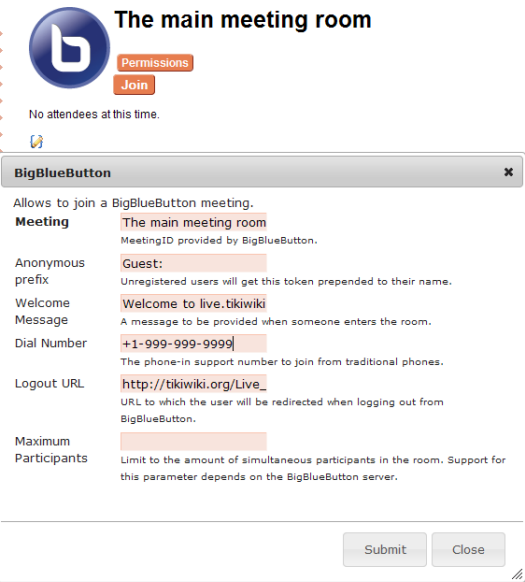 The main meeting room
Permissions
Join
No attendees at this time.
BigBlueButton
Allows to join a BigBlueButton meeting.
Meeting
The main meeting room
MeetingID provided by BigBlueButton.
Anonymous
prefix
Guest:
Unregistered users will get this token prepended to their name.
Welcome
Message
Welcome to live.tikiwiki
A message to be provided when someone enters the room.
Dial Number
+1-999-999-9999
The phone-in support number to join from traditional phones.
Logout URL
http://tikiwiki.org/Live_
URL to which the user will be redirected when logging out from
BigBlueButton.
Maximum
Participants
Limit to the amount of simultaneous participants in the room. Support for
this parameter depends on the BigBlueButton server.
Submit
Close